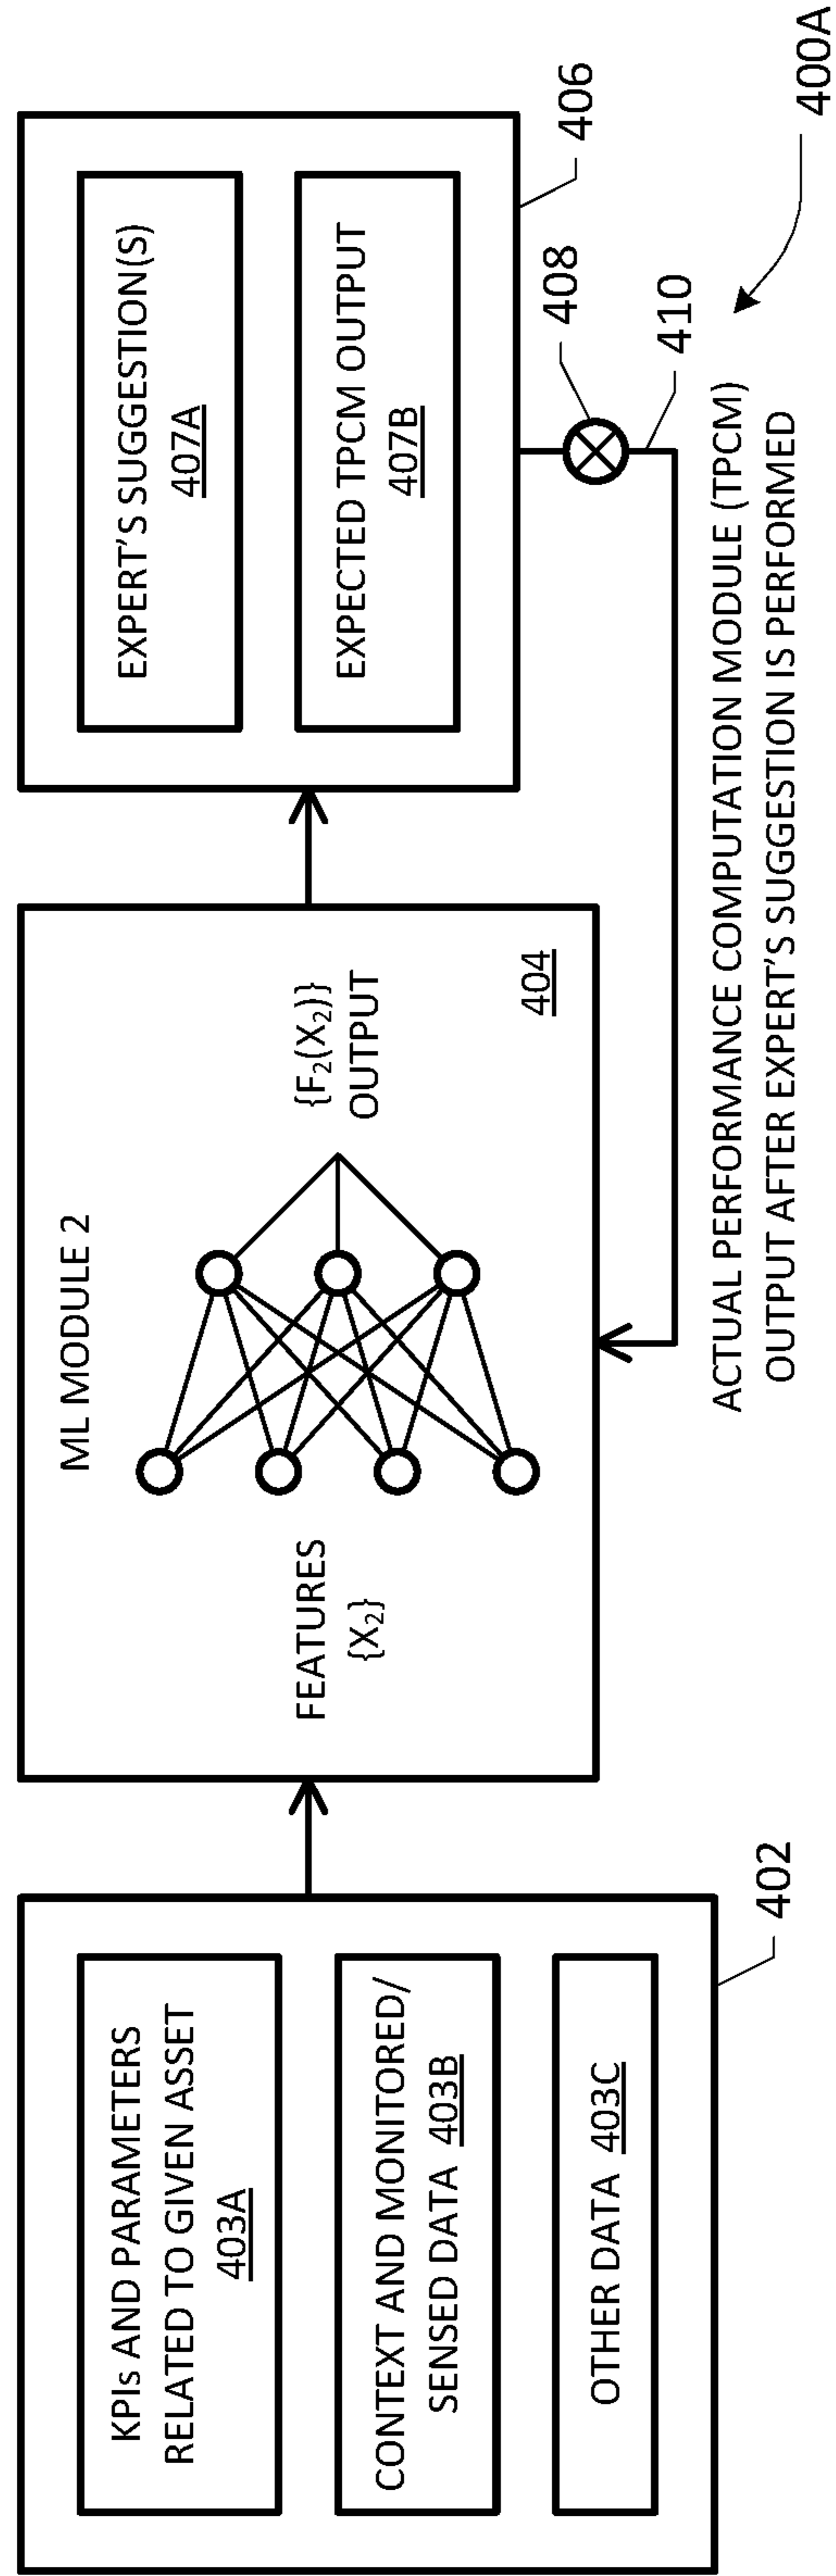 KPIs AND PARAMETERS
RELATED TO GIVEN ASSET
403A
CONTEXT AND MONITORED/
SENSED DATA 403B
OTHER DATA 403C
402
ML MODULE 2
FEATURES
{X₂}
{F₂(X₂)}
OUTPUT
404
EXPERT’S SUGGESTION(S)
407A
EXPECTED TPCM OUTPUT
407B
406
408
410
ACTUAL PERFORMANCE COMPUTATION MODULE (TPCM)
OUTPUT AFTER EXPERT’S SUGGESTION IS PERFORMED
400A